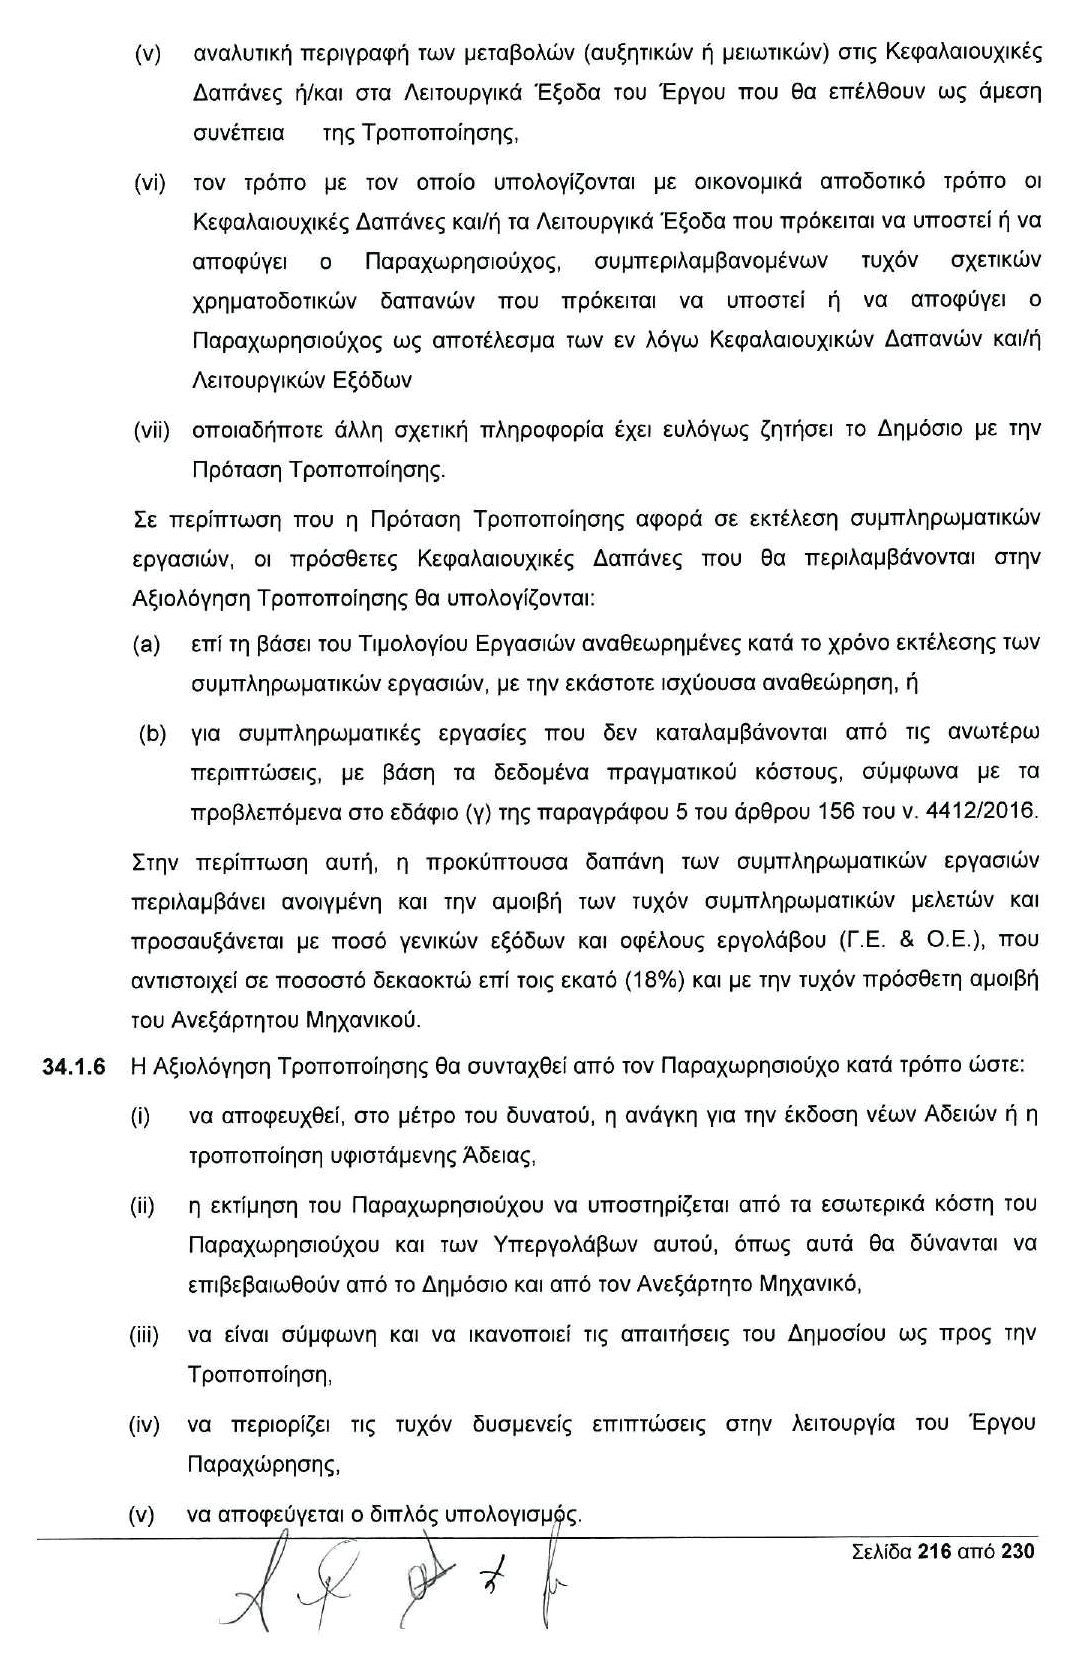 (v) αναλυτική περιγραφή των μεταβολών (αυξητικών ή μειωτικών) στις Κεφαλαιουχικές
Δαπάνες ή/και στα Λειτουργικά Έξοδα του Έργου που θα επέλθουν ως άμεση
συνέπεια της Τροποποίησης,
(vi) τον τρόπο με τον οποίο υπολογίζονται με οικονομικά αποδοτικό τρόπο οι
Κεφαλαιουχικές Δαπάνες και/ή τα Λειτουργικά Έξοδα που πρόκειται να υποστεί ή να
αποφύγει ο Παραχωρησιούχος, συμπεριλαμβανομένων τυχόν σχετικών
χρηματοδοτικών δαπανών που πρόκειται να υποστεί ή να αποφύγει ο
Παραχωρησιούχος ως αποτέλεσμα των εν λόγω Κεφαλαιουχικών Δαπανών και/ή
Λειτουργικών Εξόδων
(vii) οποιαδήποτε άλλη σχετική πληροφορία έχει ευλόγως ζητήσει το Δημόσιο με την
Πρόταση Τροποποίησης.
Σε περίπτωση που η Πρόταση Τροποποίησης αφορά σε εκτέλεση συμπληρωματικών
εργασιών, οι πρόσθετες Κεφαλαιουχικές Δαπάνες που θα περιλαμβάνονται στην
Αξιολόγηση Τροποποίησης θα υπολογίζονται:
(a) επί τη βάσει του Τιμολογίου Εργασιών αναθεωρημένες κατά το χρόνο εκτέλεσης των
συμπληρωματικών εργασιών, με την εκάστοτε ισχύουσα αναθεώρηση, ή
(b) για συμπληρωματικές εργασίες που δεν καταλαμβάνονται από τις ανωτέρω
περιπτώσεις, με βάση τα δεδομένα πραγματικού κόστους, σύμφωνα με τα
προβλεπόμενα στο εδάφιο (γ) της παραγράφου 5 του άρθρου 156 του ν. 4412/2016.
Στην περίπτωση αυτή, η προκύπτουσα δαπάνη των συμπληρωματικών εργασιών
περιλαμβάνει ανοιγμένη και την αμοιβή των τυχόν συμπληρωματικών μελετών και
προσαυξάνεται με ποσό γενικών εξόδων και οφέλους εργολάβου (Γ.Ε. & Ο.Ε.), που
αντιστοιχεί σε ποσοστό δεκαοκτώ επί τοις εκατό (18%) και με την τυχόν πρόσθετη αμοιβή
του Ανεξάρτητου Μηχανικού.
34.1.6 Η Αξιολόγηση Τροποποίησης θα συνταχθεί από τον Παραχωρησιούχο κατά τρόπο ώστε:
(i) να αποφευχθεί, στο μέτρο του δυνατού, η ανάγκη για την έκδοση νέων Αδειών ή η
τροποποίηση υφιστάμενης Άδειας,
(ii) η εκτίμηση του Παραχωρησιούχου να υποστηρίζεται από τα εσωτερικά κόστη του
Παραχωρησιούχου και των Υπεργολάβων αυτού, όπως αυτά θα δύνανται να
επιβεβαιωθούν από το Δημόσιο και από τον Ανεξάρτητο Μηχανικό,
(iii) να είναι σύμφωνη και να ικανοποιεί τις απαιτήσεις του Δημοσίου ως προς την
Τροποποίηση,
(iv) να περιορίζει τις τυχόν δυσμενείς επιπτώσεις στην λειτουργία του Έργου
Παραχώρησης,
(v) να αποφεύγεται ο διπλός υπολογισμός.
Σελίδα 216 από 230